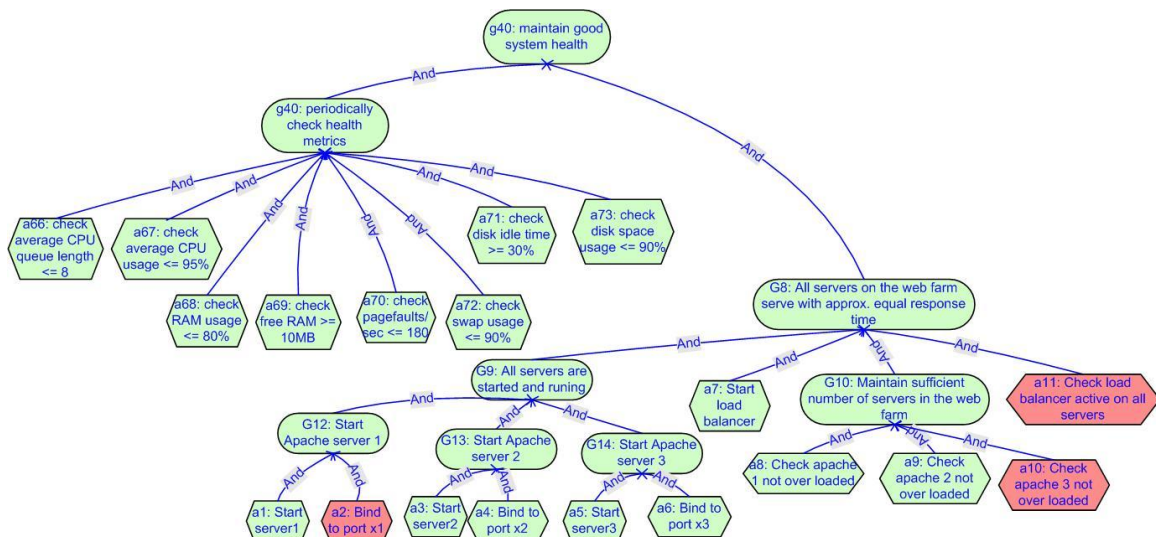 g40: maintain good
system health
And
And
g40: periodically
check health
metrics
And
And
And
And
And
And
And
And
a66: check
average CPU
queue length
<= 8
a67: check
average CPU
usage <= 95%
a68: check
RAM usage
<= 80%
a69: check
free RAM >=
10MB
a70: check
pagefaults/
sec <= 180
a72: check
swap usage
<= 90%
a71: check
disk idle time
>= 30%
a73: check
disk space
usage <= 90%
G8: All servers on the web farm
serve with approx. equal response
time
And
And
And
And
G9: All servers are
started and runing
a7: Start
load
balancer
G10: Maintain sufficient
number of servers in the web
farm
a11: Check load
balancer active on all
servers
And
And
And
G12: Start
Apache server 1
G13: Start Apache
server 2
G14: Start Apache
server 3
And
And
And
a8: Check apache
1 not over loaded
a9: Check
apache 2 not
over loaded
a10: Check
apache 3 not
over loaded
And
And
And
And
And
And
a1: Start
server1
a2: Bind
to port x1
a3: Start
server2
a4: Bind to
port x2
a5: Start
server3
a6: Bind to
port x3